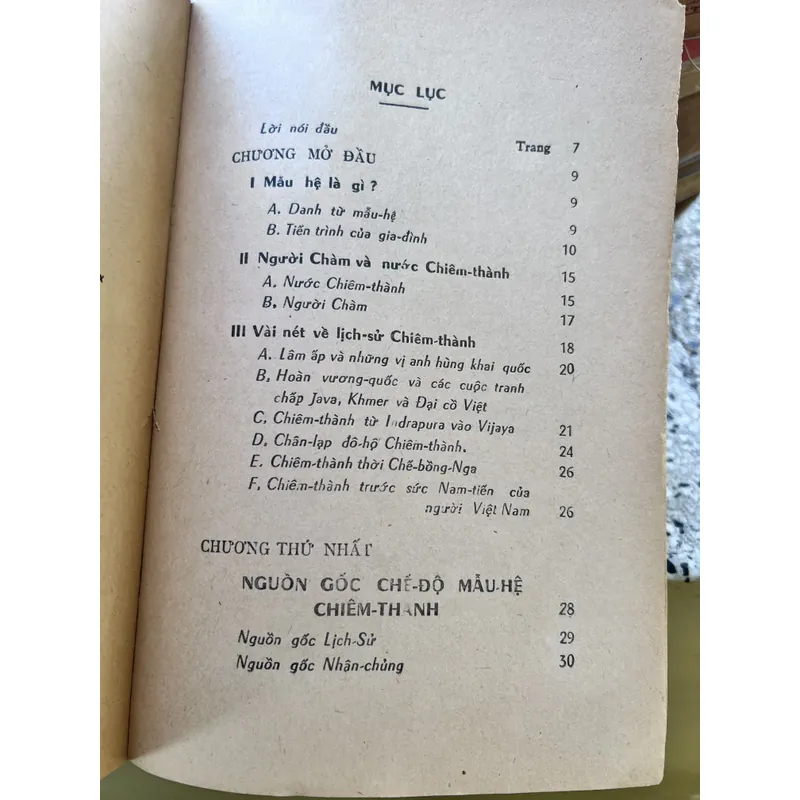 MỤC LỤC
Lời nói đầu Trang 7
CHƯƠNG MỞ ĐẦU 9
I Mẫu hệ là gì ? 9
A. Danh từ mẫu-hệ 9
B. Tiến trình của gia-đình 10
II Người Chàm và nước Chiêm-thành 15
A. Nước Chiêm-thành 15
B. Người Chàm 17
III Vài nét về lịch-sử Chiêm-thành 18
A. Lâm ấp và những vị anh hùng khai quốc 20
B. Hoàn vương-quốc và các cuộc tranh
chấp Java, Khmer và Đại cồ Việt
C. Chiêm-thành từ Indrapura vào Vijaya 21
D. Chân-lạp đô-hộ Chiêm-thành. 24
E. Chiêm-thành thời Chế-bồng-Nga 26
F. Chiêm-thành trước sức Nam-tiến của
người Việt Nam 26
CHƯƠNG THỨ NHẤT
NGUỒN GỐC CHẾ-ĐỘ MẪU-HỆ
CHIÊM-THÀNH 28
Nguồn gốc Lịch-Sử 29
Nguồn gốc Nhận-chủng 30